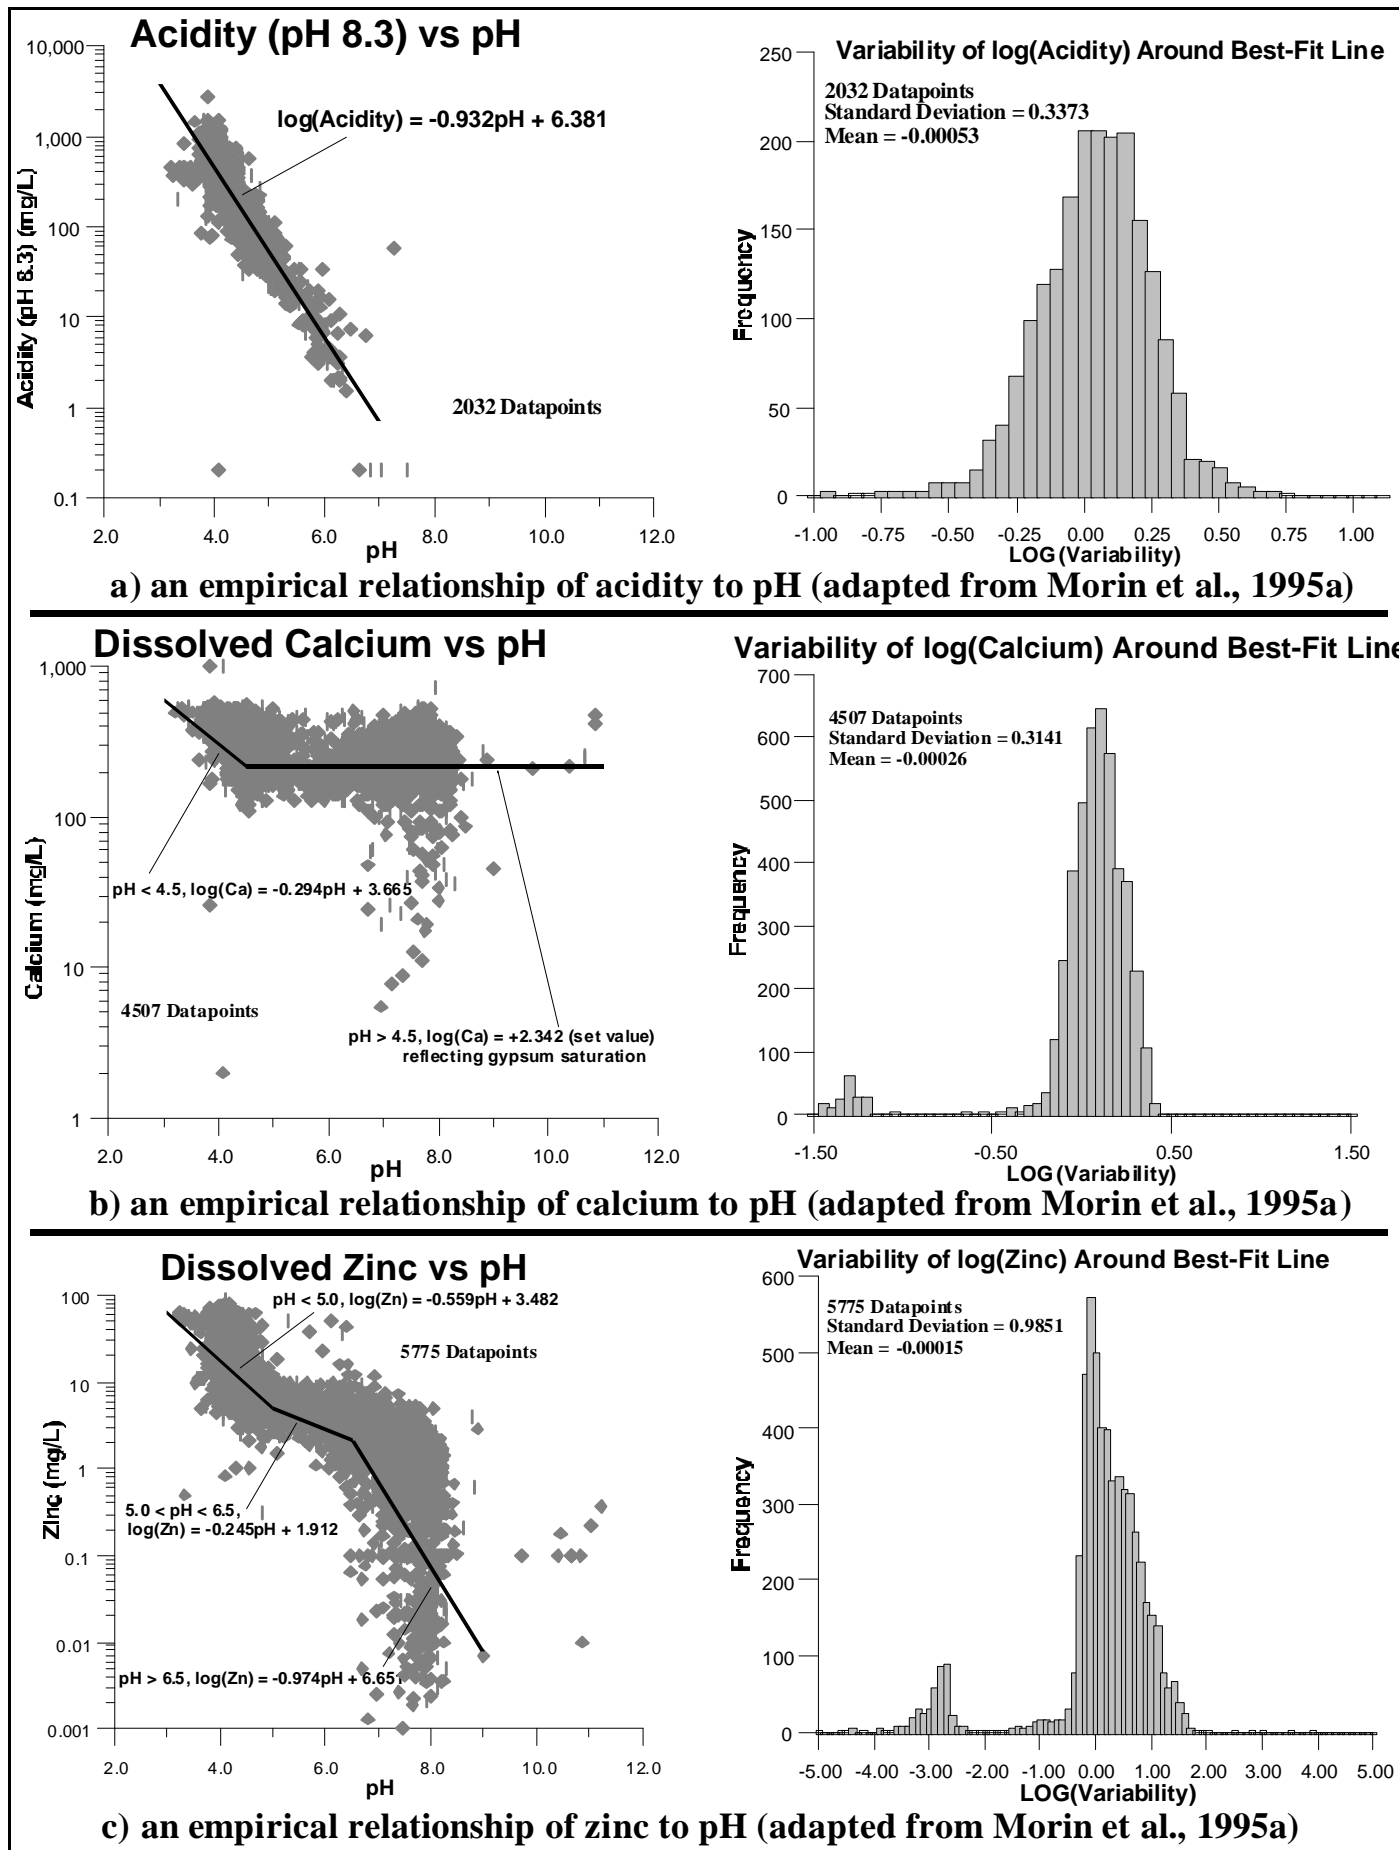 Acidity (pH 8.3) vs pH
10,000
1,000
100
10
1
0.1
Acidity (pH 8.3) (mg/L)
log(Acidity) = -0.932pH + 6.381
2032 Datapoints
2.0 4.0 6.0 8.0 10.0 12.0
pH
Variability of log(Acidity) Around Best-Fit Line
250
200
150
100
50
0
Frequency
2032 Datapoints
Standard Deviation = 0.3373
Mean = -0.00053
-1.00 -0.75 -0.50 -0.25 0.00 0.25 0.50 0.75 1.00
LOG(Variability)
a) an empirical relationship of acidity to pH (adapted from Morin et al., 1995a)
Dissolved Calcium vs pH
1,000
100
10
1
Calcium (mg/L)
pH < 4.5, log(Ca) = -0.294pH + 3.665
4507 Datapoints
pH > 4.5, log(Ca) = +2.342 (set value)
reflecting gypsum saturation
2.0 4.0 6.0 8.0 10.0 12.0
pH
Variability of log(Calcium) Around Best-Fit Line
700
600
500
400
300
200
100
0
Frequency
4507 Datapoints
Standard Deviation = 0.3141
Mean = -0.00026
-1.50 -0.50 0.50 1.50
LOG(Variability)
b) an empirical relationship of calcium to pH (adapted from Morin et al., 1995a)
Dissolved Zinc vs pH
100
10
1
0.1
0.01
0.001
Zinc (mg/L)
pH < 5.0, log(Zn) = -0.559pH + 3.482
5775 Datapoints
5.0 < pH < 6.5,
log(Zn) = -0.245pH + 1.912
pH > 6.5, log(Zn) = -0.974pH + 6.651
2.0 4.0 6.0 8.0 10.0 12.0
pH
Variability of log(Zinc) Around Best-Fit Line
600
500
400
300
200
100
0
Frequency
5775 Datapoints
Standard Deviation = 0.9851
Mean = -0.00015
-5.00 -4.00 -3.00 -2.00 -1.00 0.00 1.00 2.00 3.00 4.00 5.00
LOG(Variability)
c) an empirical relationship of zinc to pH (adapted from Morin et al., 1995a)